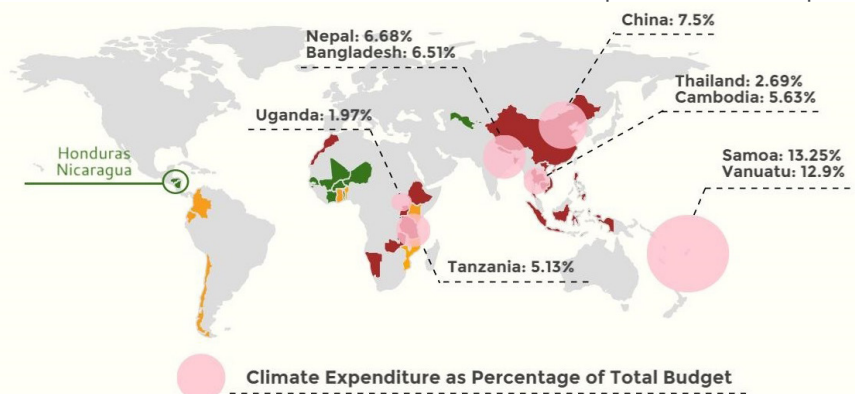 China: 7.5%
Nepal: 6.68%
Bangladesh: 6.51%
Thailand: 2.69%
Cambodia: 5.63%
Uganda: 1.97%
Honduras
Nicaragua
Samoa: 13.25%
Vanuatu: 12.9%
Tanzania: 5.13%
Climate Expenditure as Percentage of Total Budget